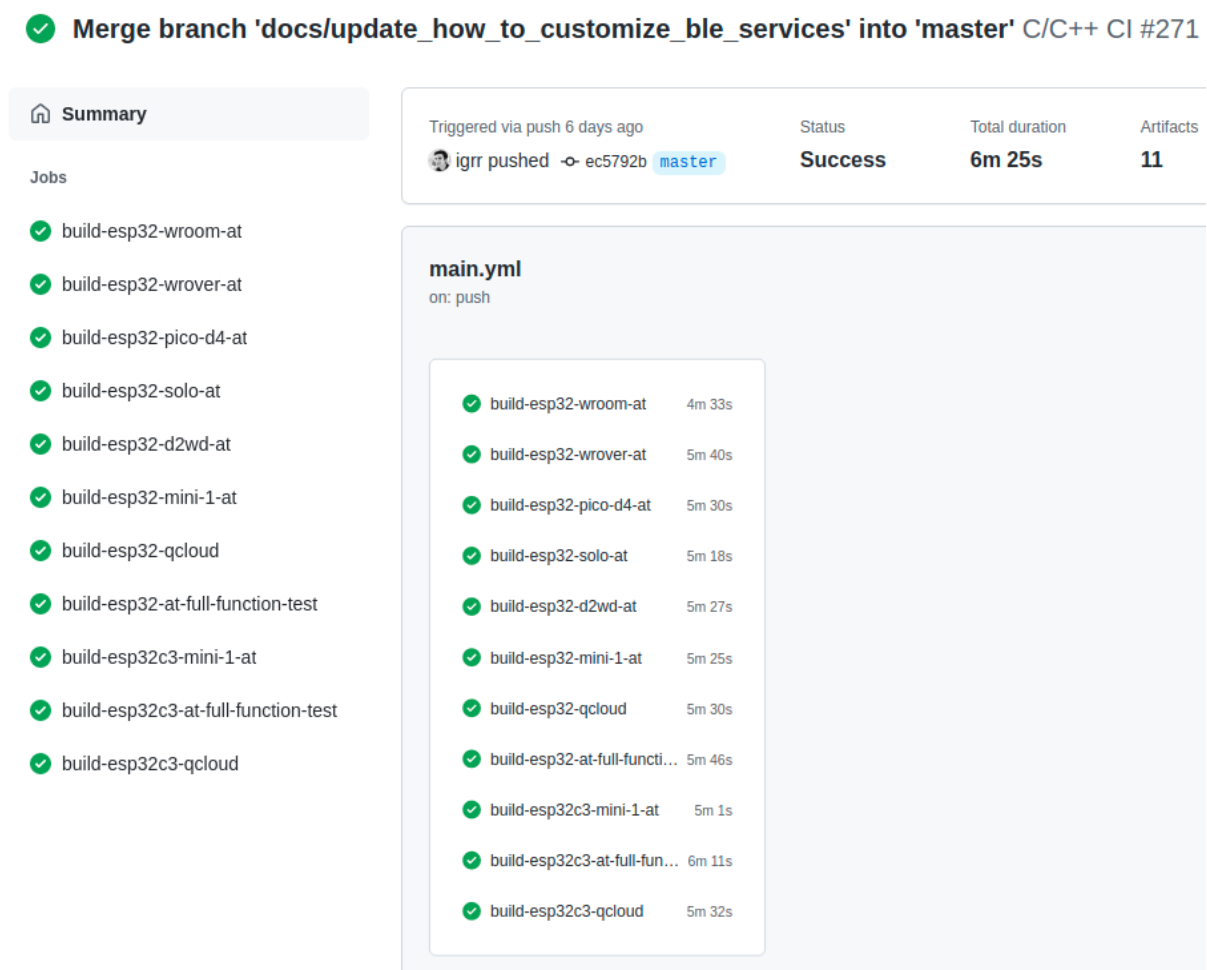 Merge branch 'docs/update_how_to_customize_ble_services' into 'master' C/C++ CI #271
Summary
Jobs
build-esp32-wroom-at
build-esp32-wrover-at
build-esp32-pico-d4-at
build-esp32-solo-at
build-esp32-d2wd-at
build-esp32-mini-1-at
build-esp32-qcloud
build-esp32-at-full-function-test
build-esp32c3-mini-1-at
build-esp32c3-at-full-function-test
build-esp32c3-qcloud
Triggered via push 6 days ago
igrr pushed ec5792b master
Status
Success
Total duration
6m 25s
Artifacts
11
main.yml
on: push
build-esp32-wroom-at 4m 33s
build-esp32-wrover-at 5m 40s
build-esp32-pico-d4-at 5m 30s
build-esp32-solo-at 5m 18s
build-esp32-d2wd-at 5m 27s
build-esp32-mini-1-at 5m 25s
build-esp32-qcloud 5m 30s
build-esp32-at-full-functi... 5m 46s
build-esp32c3-mini-1-at 5m 1s
build-esp32c3-at-full-fun... 6m 11s
build-esp32c3-qcloud 5m 32s